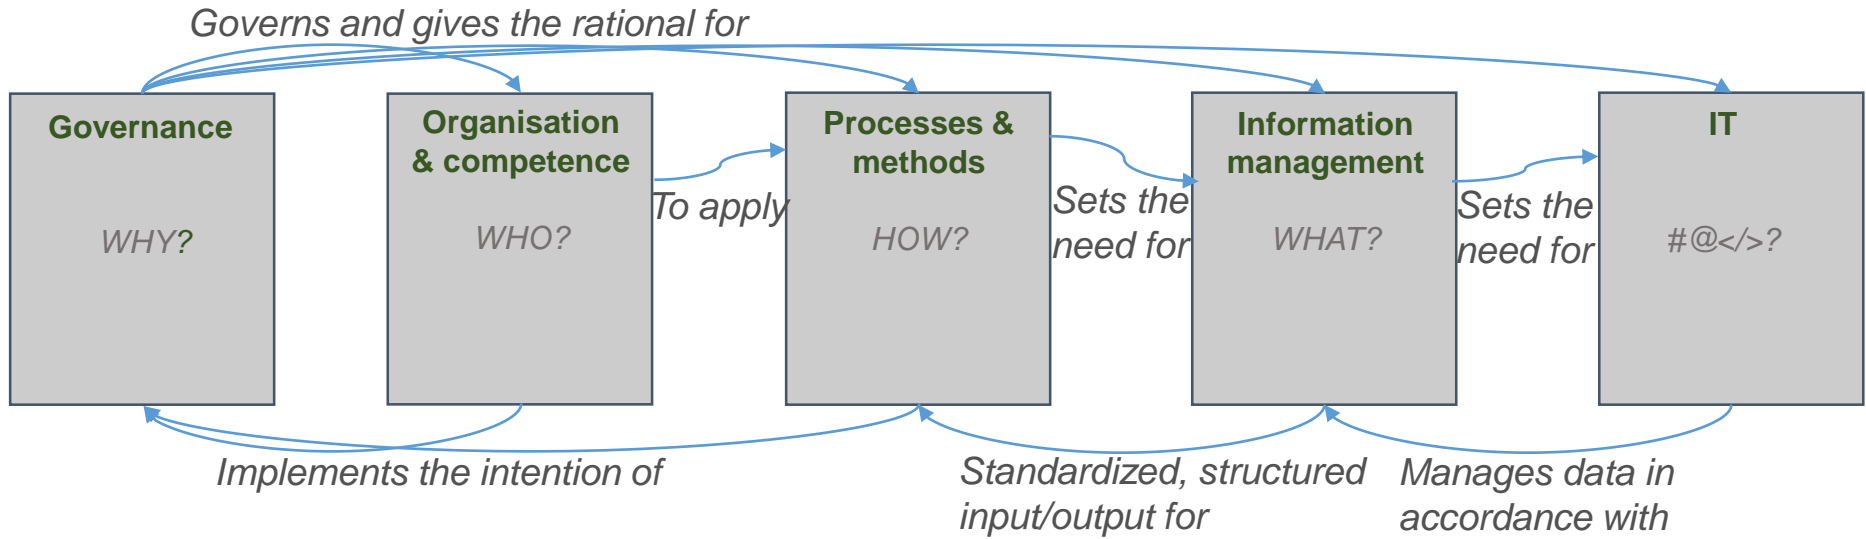 Governs and gives the rational for
Governance
WHY?
Organisation
& competence
WHO?
To apply
Processes &
methods
HOW?
Sets the
need for
Information
management
WHAT?
Sets the
need for
IT
#@</>?
Implements the intention of
Standardized, structured
input/output for
Manages data in
accordance with